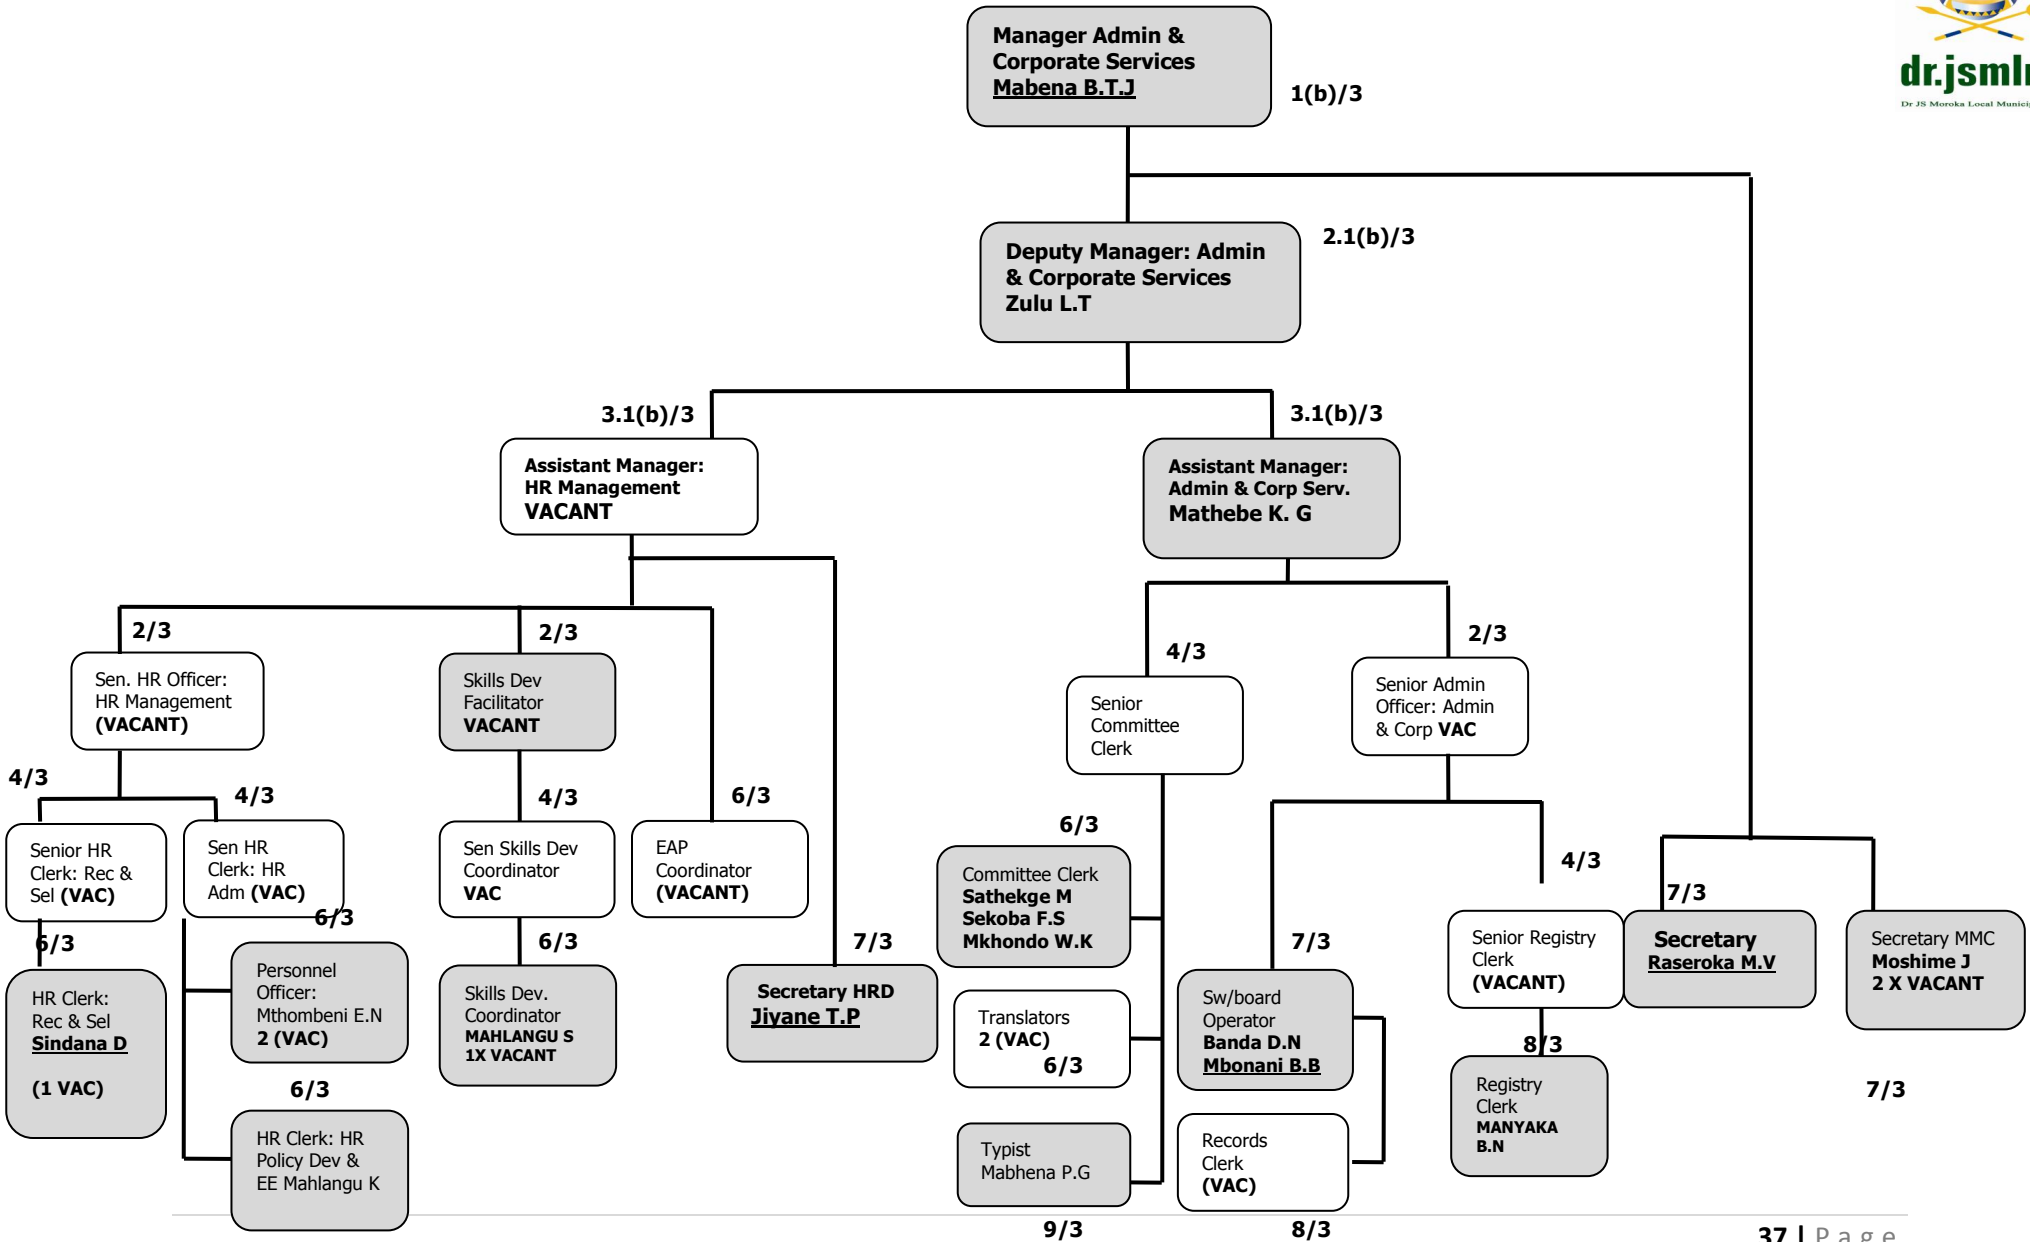 Manager Admin &
Corporate Services
Mabena B.T.J
1(b)/3
Dr JS Moroka Local
2.1(b)/3
Deputy Manager: Admin
& Corporate Services
Zulu L.T
3.1(b)/3
Assistant Manager:
HR Management
VACANT
3.1(b)/3
Assistant Manager:
Admin & Corp Serv.
Mathebe K. G
2/3
Sen. HR Officer:
HR Management
(VACANT)
2/3
Skills Dev
Facilitator
VACANT
4/3
Senior
Committee
Clerk
2/3
Senior Admin
Officer: Admin
& Corp VAC
4/3
Senior HR
Clerk: Rec &
Sel (VAC)
4/3
Sen HR
Clerk: HR
Adm (VAC)
4/3
Sen Skills Dev
Coordinator
VAC
6/3
EAP
Coordinator
(VACANT)
6/3
Committee Clerk
Sathekge M
Sekoba F.S
Mkhondo W.K
4/3
Senior Registry
Clerk
(VACANT)
7/3
Secretary
Raseroka M.V
Secretary MMC
Moshime J
2 X VACANT
7/3
6/3
HR Clerk:
Rec & Sel
Sindana D
(1 VAC)
6/3
Personnel
Officer:
Mthombeni E.N
2 (VAC)
6/3
Skills Dev.
Coordinator
MAHLANGU S
1X VACANT
7/3
Secretary HRD
Jiyane T.P
Translators
2 (VAC)
6/3
7/3
Sw/board
Operator
Banda D.N
Mbonani B.B
8/3
Registry
Clerk
MANYAKA
B.N
6/3
HR Clerk: HR
Policy Dev &
EE Mahlangu K
Typist
Mabhena P.G
9/3
Records
Clerk
(VAC)
8/3
37 | Page